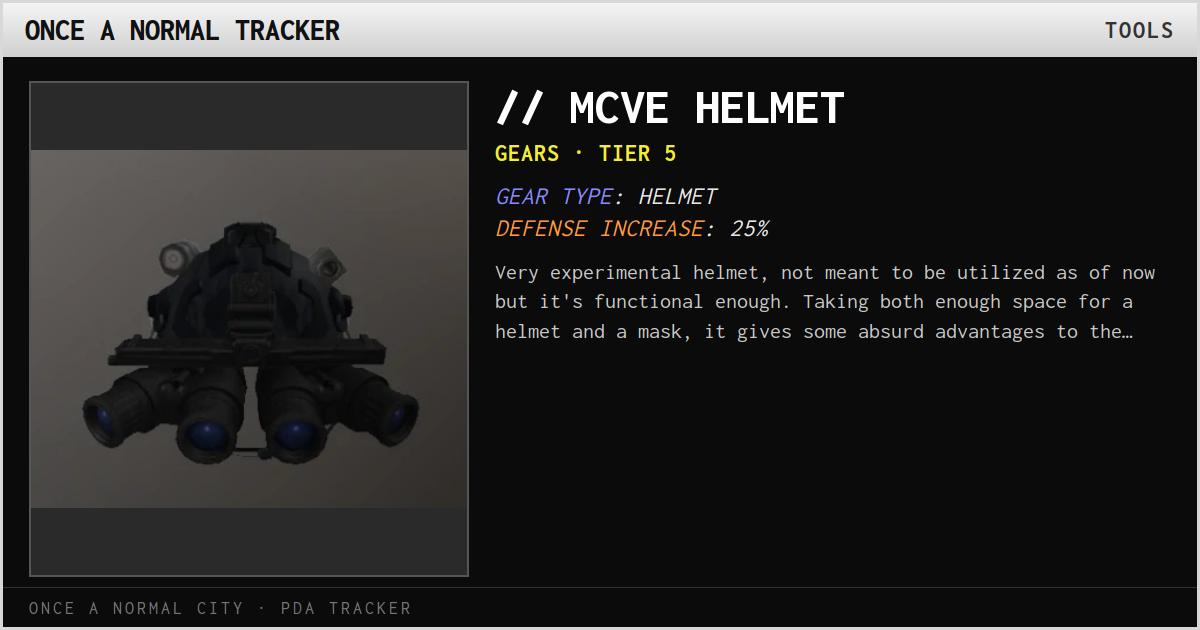 ONCE A NORMAL TRACKER
TOOLS
// MCVE HELMET
GEARS · TIER 5
GEAR TYPE: HELMET
DEFENSE INCREASE: 25%
Very experimental helmet, not meant to be utilized as of now
but it's functional enough. Taking both enough space for a
helmet and a mask, it gives some absurd advantages to the…
ONCE A NORMAL CITY · PDA TRACKER